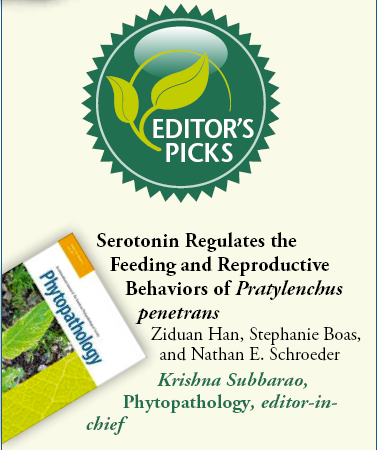 EDITOR'S
PICKS
Serotonin Regulates the
Feeding and Reproductive
Behaviors of Pratylenchus
penetrans
Ziduan Han, Stephanie Boas,
and Nathan E. Schroeder
Krishna Subbarao,
Phytopathology, editor-in-
chief
Phytopathology